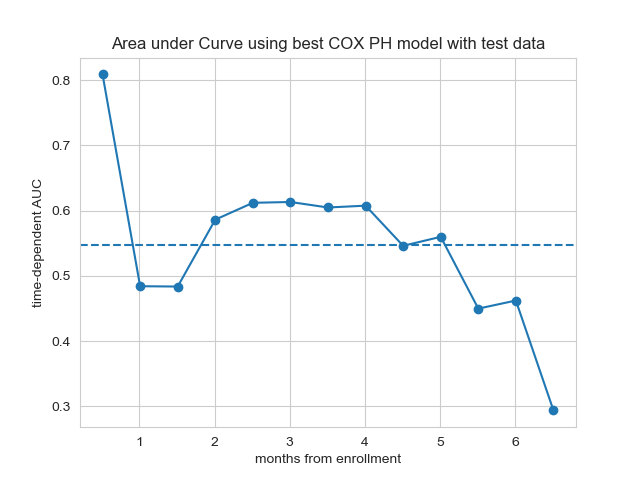 Area under Curve using best COX PH model with test data
time-dependent AUC
0.8
0.7
0.6
0.5
0.4
0.3
1 2 3 4 5 6
months from enrollment